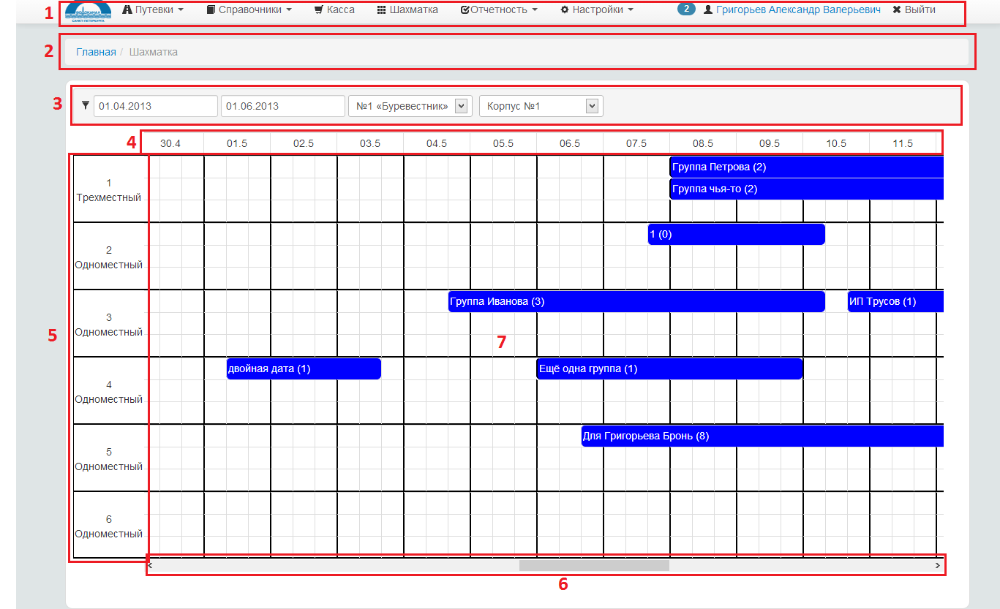 1 ВОДОКАНАЛ САНКТ-ПЕТЕРБУРГА Путевки Справочники Касса Шахматка Отчетность Настройки 2 Григорьев Александр Валерьевич Выйти
2 Главная / Шахматка
3 01.04.2013 01.06.2013 №1 «Буревестник» Корпус №1
4 30.4 01.5 02.5 03.5 04.5 05.5 06.5 07.5 08.5 09.5 10.5 11.5
Группа Петрова (2)
1
Трехместный
Группа чья-то (2)
1 (0)
2
Одноместный
Группа Иванова (3) ИП Трусов (1)
3
Одноместный
5
7
двойная дата (1) Ещё одна группа (1)
4
Одноместный
Для Григорьева Бронь (8)
5
Одноместный
6
Одноместный
6